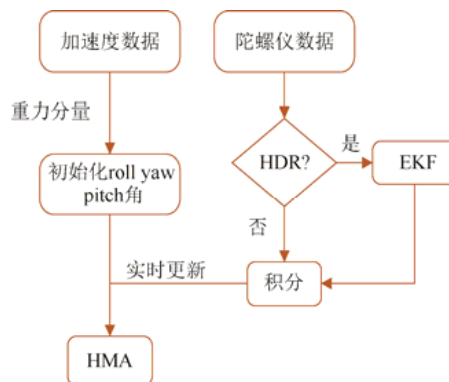 加速度数据
陀螺仪数据
重力分量
HDR?
是
EKF
初始化roll yaw
pitch角
否
实时更新
积分
HMA